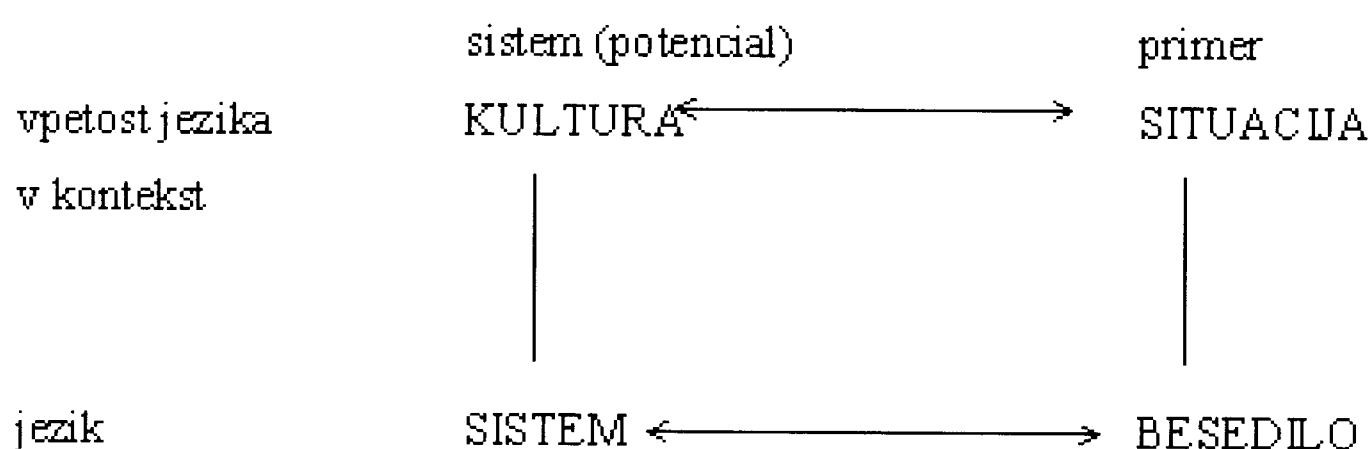 sistem (potencial) primer
vpetost jezika KULTURA SITUACIJA
v kontekst
jezik SISTEM BESEDILO